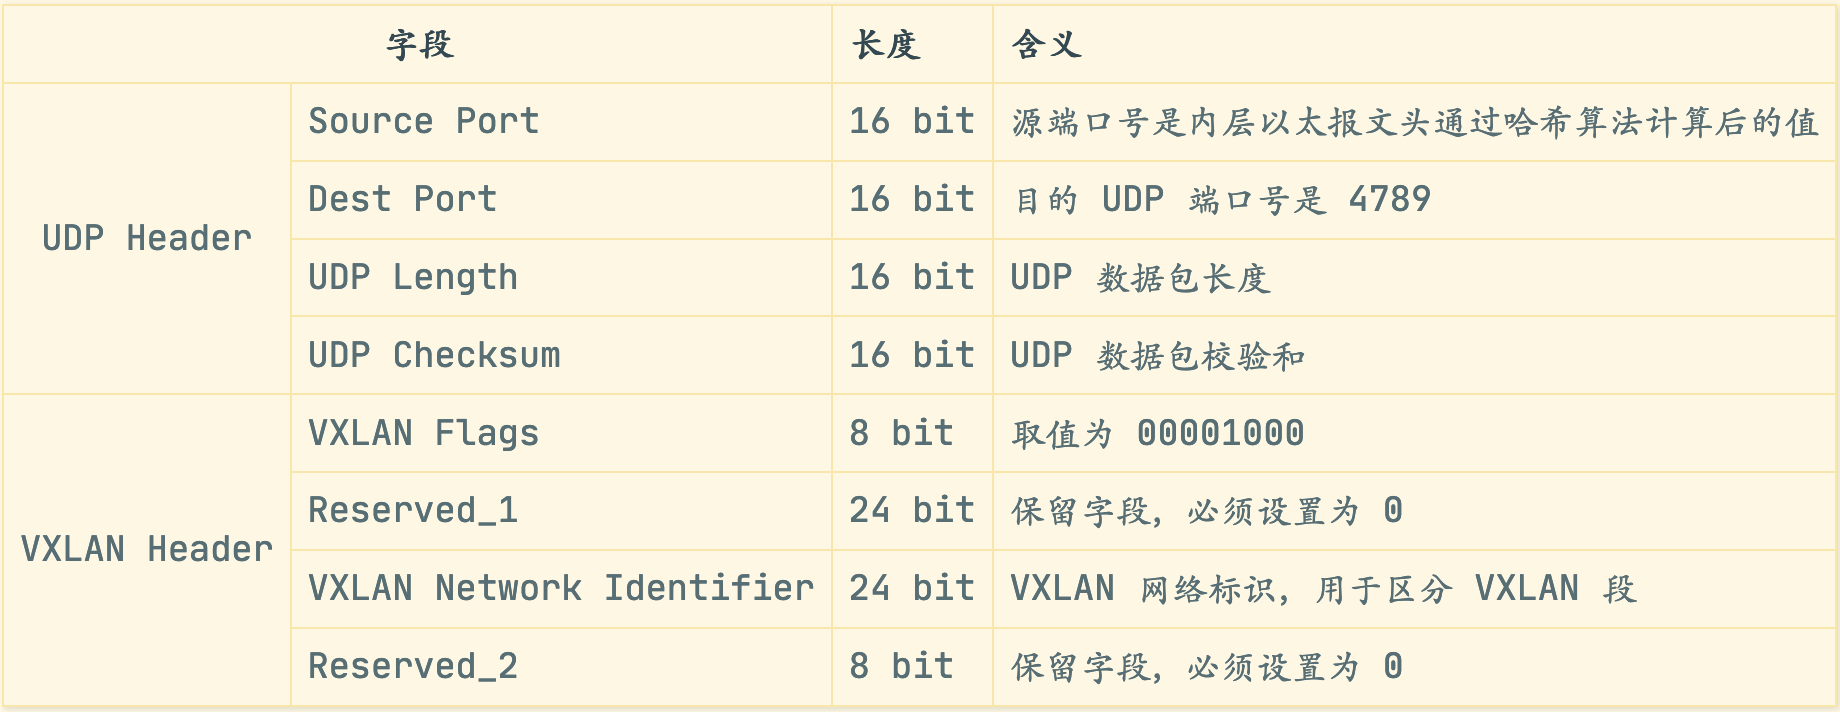 字段 长度 含义
UDP Header
Source Port 16 bit 源端口号是内层以太报文头通过哈希算法计算后的值
Dest Port 16 bit 目的 UDP 端口号是 4789
UDP Length 16 bit UDP 数据包长度
UDP Checksum 16 bit UDP 数据包校验和
VXLAN Header
VXLAN Flags 8 bit 取值为 00001000
Reserved_1 24 bit 保留字段，必须设置为 0
VXLAN Network Identifier 24 bit VXLAN 网络标识，用于区分 VXLAN 段
Reserved_2 8 bit 保留字段，必须设置为 0